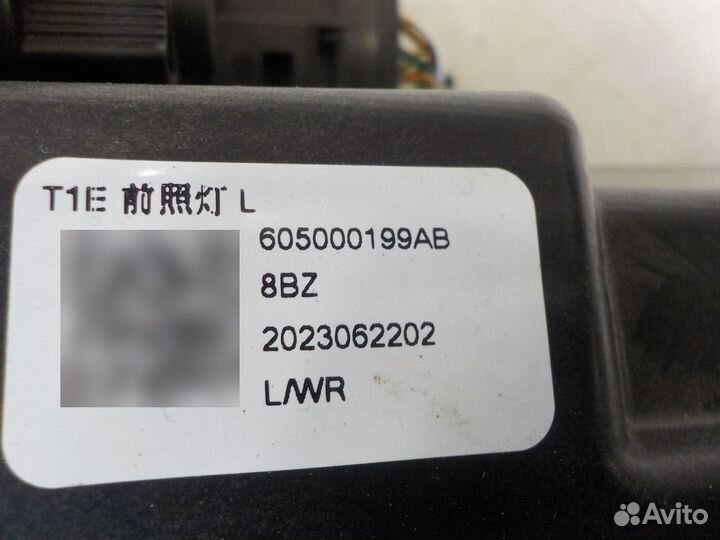 T1E 前照灯 L
605000199AB
8BZ
2023062202
L/WR
Avito